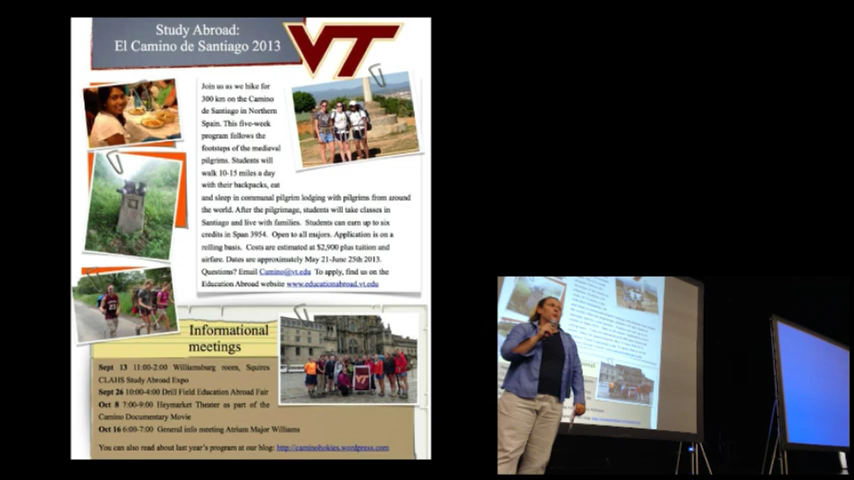 Study Abroad:
El Camino de Santiago 2013
VT
Join us as we hike for
300 km on the Camino
de Santiago in Northern
Spain. This five-week
program follows the
footsteps of the medieval
pilgrims. Students will
walk 10-15 miles a day
with their backpacks, eat
and sleep in communal pilgrim lodging with pilgrims from around
the world. After the pilgrimage, students will take classes in
Santiago and live with families. Students can earn up to six
credits in Span 3954. Open to all majors. Application is on a
rolling basis. Costs are estimated at $2,900 plus tuition and
airfare. Dates are approximately May 21-June 25th 2013.
Questions? Email Camino@vt.edu To apply, find us on the
Education Abroad website www.educationabroad.vt.edu
Informational
meetings
Sept 13 11:00-2:00 Williamsburg room, Squires
CLAHS Study Abroad Expo
Sept 26 10:00-4:00 Drill Field Education Abroad Fair
Oct 8 7:00-9:00 Heymarket Theater as part of the
Camino Documentary Movie
Oct 16 6:00-7:00 General info meeting Atrium Major Williams
You can also read about last year's program at our blog: http://caminohokies.wordpress.com